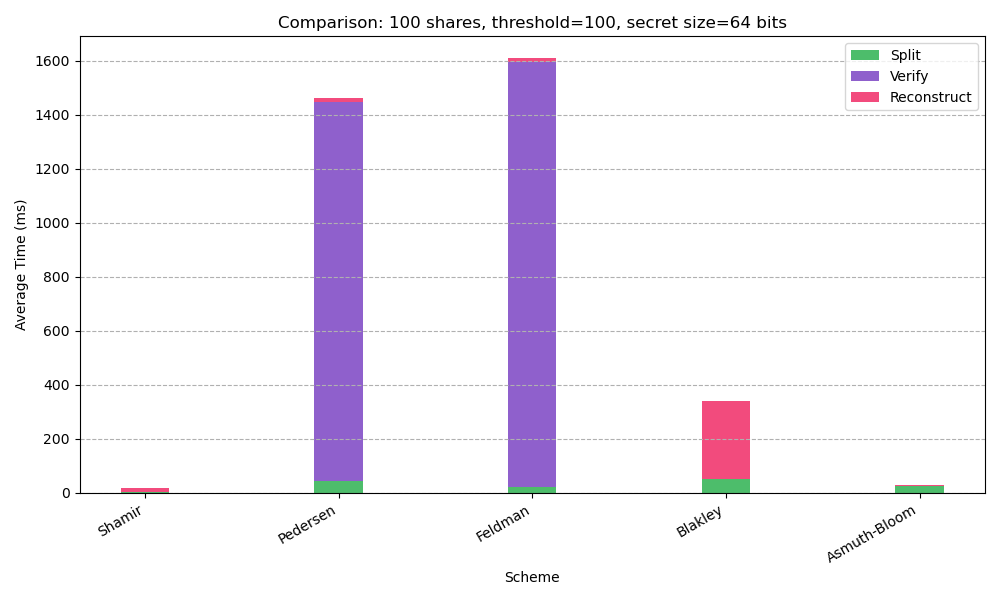 Comparison: 100 shares, threshold=100, secret size=64 bits
Split
Verify
Reconstruct
Average Time (ms)
1600
1400
1200
1000
800
600
400
200
0
Shamir
Pedersen
Feldman
Blakley
Asmuth-Bloom
Scheme